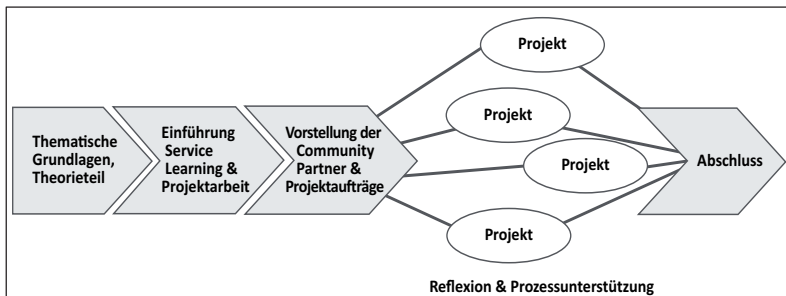 Thematische
Grundlagen,
Theorieteil
Einführung
Service
Learning &
Projektarbeit
Vorstellung der
Community
Partner &
Projektaufträge
Projekt
Projekt
Projekt
Projekt
Abschluss
Reflexion & Prozessunterstützung